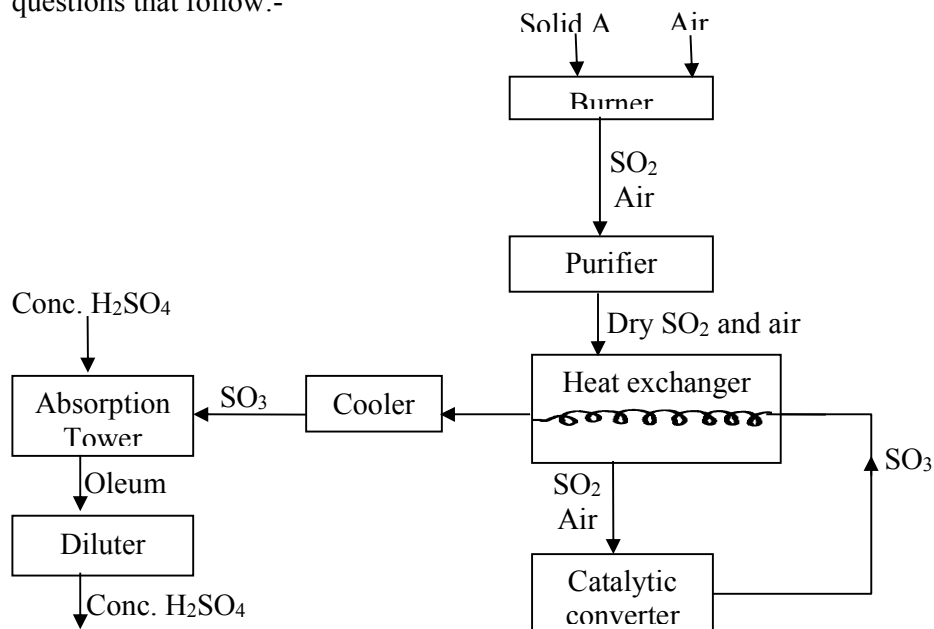 questions that follow:-
Solid A
Air
Burner
SO₂
Air
Purifier
Dry SO₂ and air
Conc. H₂SO₄
Heat exchanger
Absorption
Tower
SO₃
Cooler
SO₃
Oleum
SO₂
Air
Diluter
Catalytic
converter
Conc. H₂SO₄